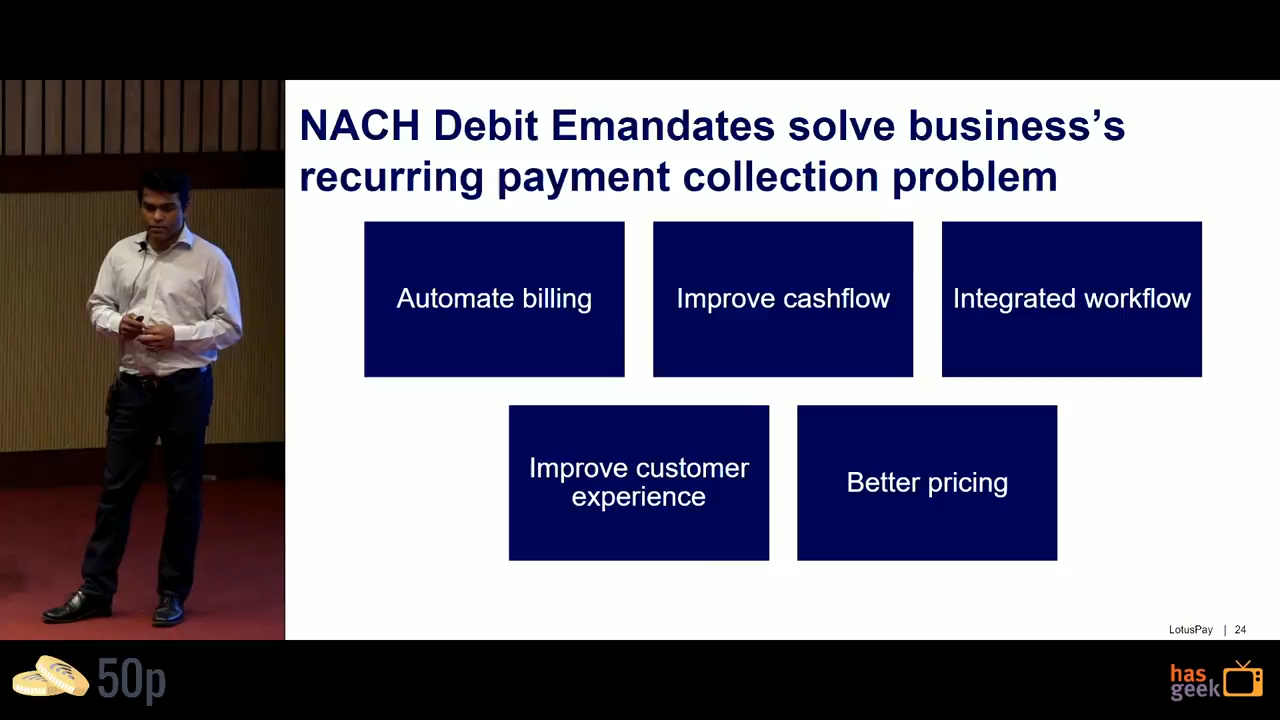 NACH Debit Emandates solve business’s
recurring payment collection problem
Automate billing
Improve cashflow
Integrated workflow
Improve customer
experience
Better pricing
LotusPay | 24
50p
has
geek